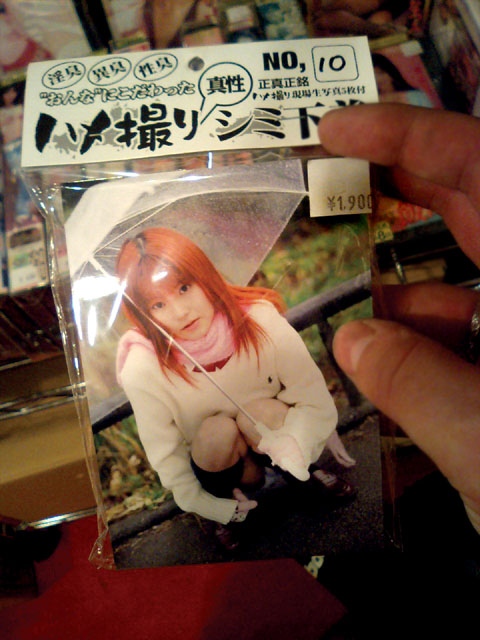 淫臭 異臭 性臭
NO, 10
"おんな"にこだわった
真性
正真正銘
ハメ撮り現場生写真5枚付
ハメ撮りシミ下
¥1,900